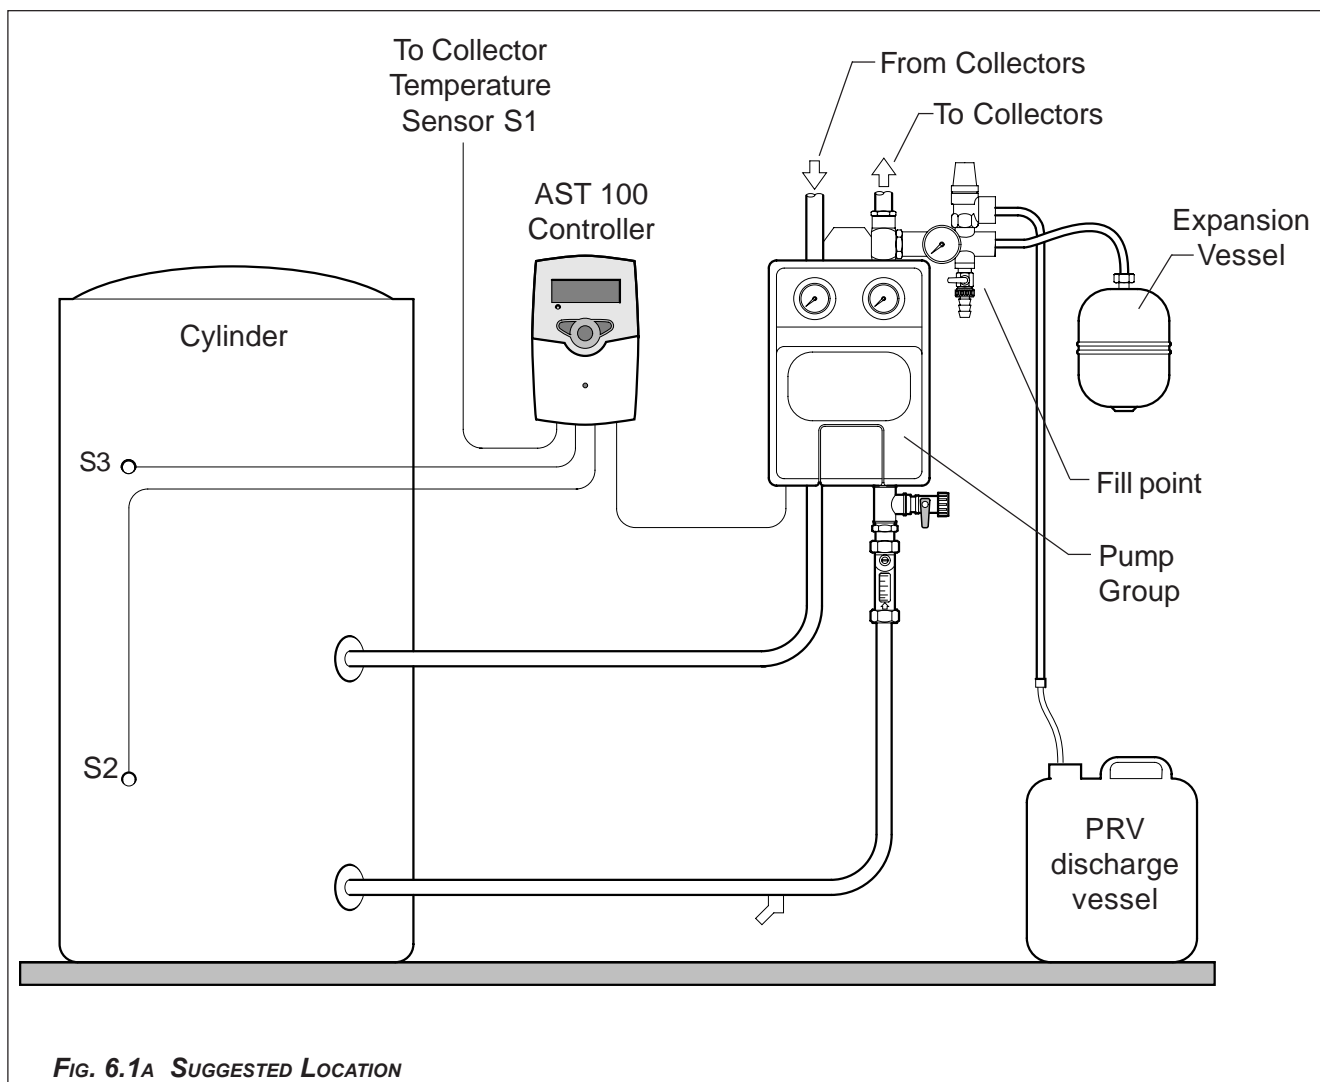 To Collector
Temperature
Sensor S1
From Collectors
To Collectors
AST 100
Controller
Expansion
Vessel
Cylinder
S3
Fill point
Pump
Group
S2
PRV
discharge
vessel
FIG. 6.1A SUGGESTED LOCATION